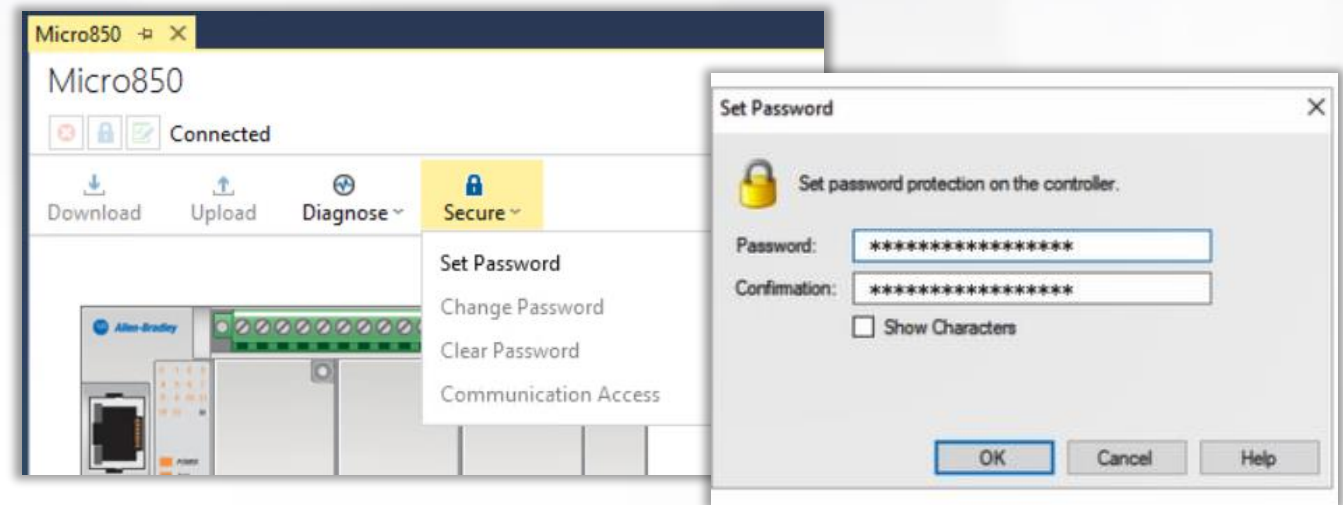 Micro850
Micro850
Connected
Download Upload Diagnose Secure
Set Password
Change Password
Clear Password
Communication Access
Allen-Bradley
POWER
Set Password
Set password protection on the controller.
Password: *****************
Confirmation: *****************
Show Characters
OK Cancel Help